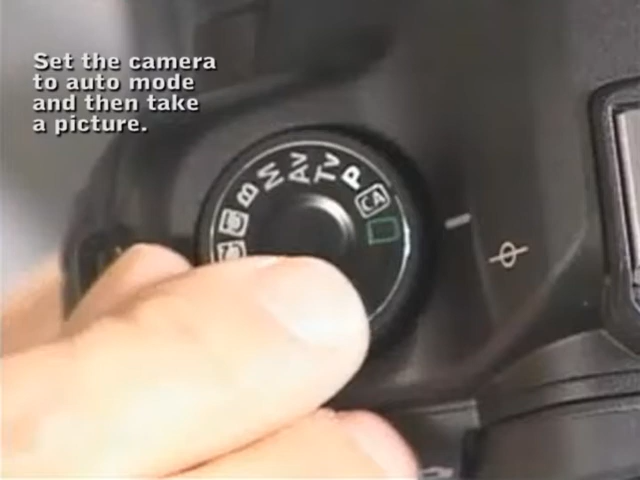 Set the camera
to auto mode
and then take
a picture.
B M Av Tv P CA